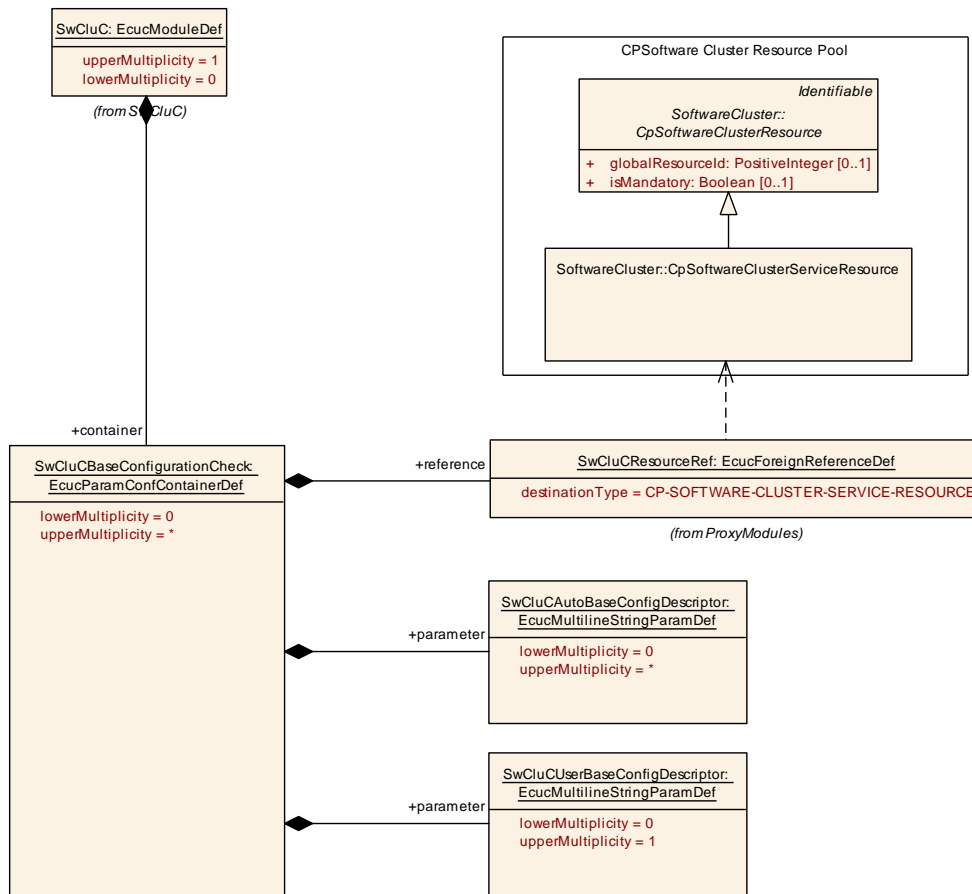 SwCluC: EcucModuleDef
upperMultiplicity = 1
lowerMultiplicity = 0
(from SwCluC)
CPSoftware Cluster Resource Pool
Identifiable
SoftwareCluster::
CpSoftwareClusterResource
+ globalResourceId: PositiveInteger [0..1]
+ isMandatory: Boolean [0..1]
SoftwareCluster::CpSoftwareClusterServiceResource
+container
SwCluCBaseConfigurationCheck:
EcucParamConfContainerDef
lowerMultiplicity = 0
upperMultiplicity = *
+reference
SwCluCResourceRef: EcucForeignReferenceDef
destinationType = CP-SOFTWARE-CLUSTER-SERVICE-RESOURCE
(from ProxyModules)
+parameter
SwCluCAutoBaseConfigDescriptor:
EcucMultilineStringParamDef
lowerMultiplicity = 0
upperMultiplicity = *
+parameter
SwCluCUserBaseConfigDescriptor:
EcucMultilineStringParamDef
lowerMultiplicity = 0
upperMultiplicity = 1